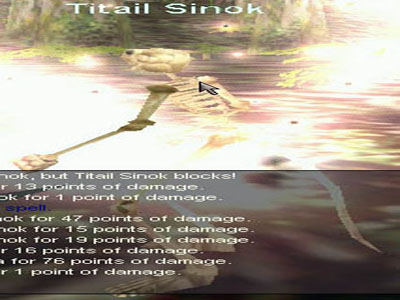 Titail Sinok
nok, but Titail Sinok blocks!
r 13 points of damage.
ok for 1 point of damage.
spell.
nok for 47 points of damage.
nok for 15 points of damage.
nok for 19 points of damage.
r 16 points of damage.
a for 76 points of damage.
r 1 point of damage.